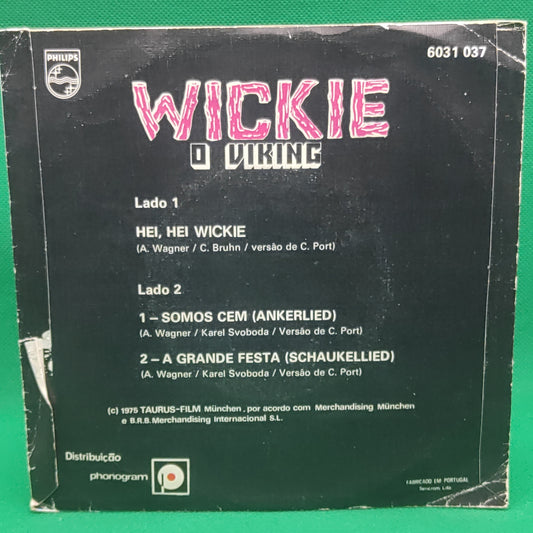 PHILIPS
6031 037
WICKIE
O VIKING
Lado 1
HEI, HEI WICKIE
(A. Wagner / C. Bruhn / versão de C. Port)
Lado 2
1 – SOMOS CEM (ANKERLIED)
(A. Wagner / Karel Svoboda / Versão de C. Port)
2 – A GRANDE FESTA (SCHAUKELLIED)
(A. Wagner / Karel Svoboda / Versão de C. Port)
(c) 1975 TAURUS-FILM München, por acordo com Merchandising München
e B.R.B. Merchandising Internacional S.L.
Distribuição
phonogram
FABRICADO EM PORTUGAL